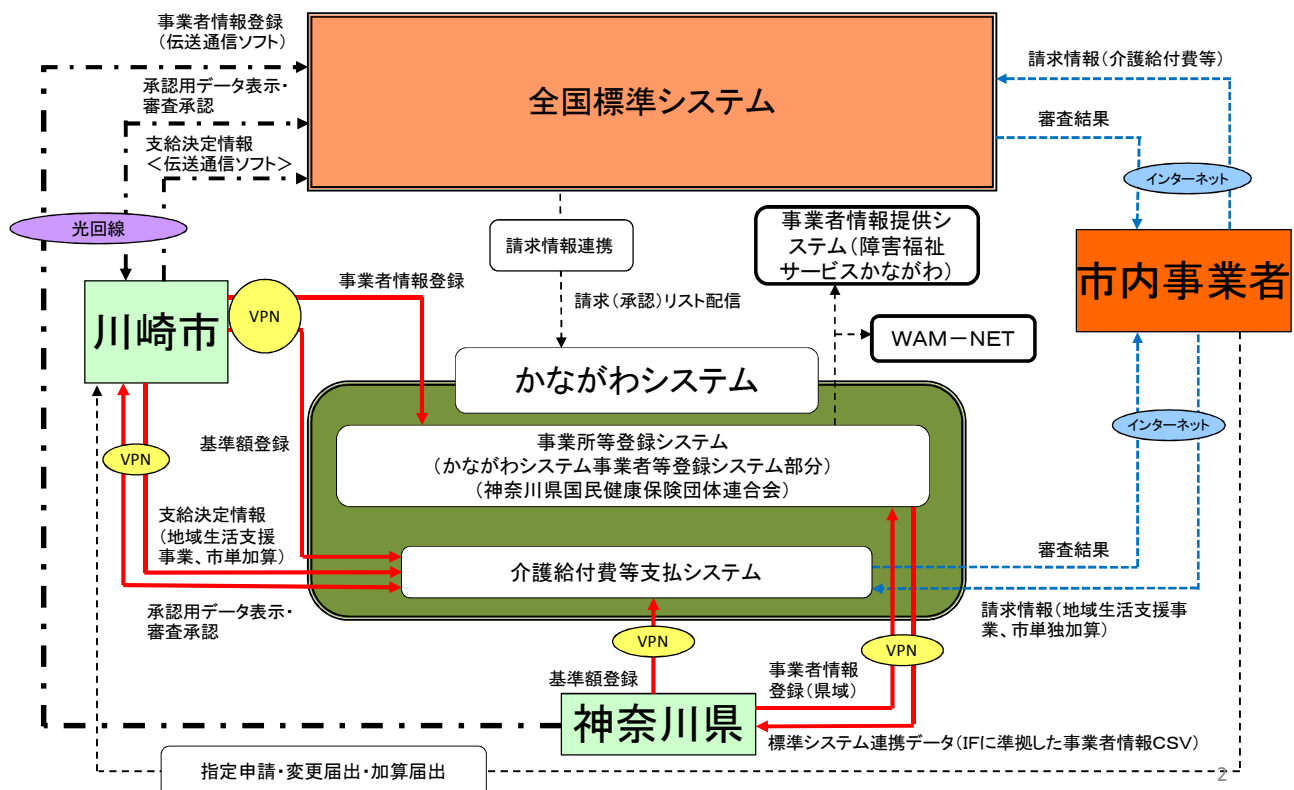 事業者情報登録
（伝送通信ソフト）
承認用データ表示・
審査承認
支給決定情報
＜伝送通信ソフト＞
全国標準システム
請求情報（介護給付費等）
審査結果
インターネット
光回線
請求情報連携
事業者情報提供シ
ステム（障害福祉
サービスかながわ）
市内事業者
事業者情報登録
VPN
川崎市
請求（承認）リスト配信
WAM－NET
かながわシステム
基準額登録
VPN
事業所等登録システム
（かながわシステム事業者等登録システム部分）
（神奈川県国民健康保険団体連合会）
インターネット
支給決定情報
（地域生活支援
事業、市単加算）
介護給付費等支払システム
審査結果
承認用データ表示・
審査承認
請求情報（地域生活支援事
業、市単独加算）
VPN
VPN
基準額登録
事業者情報
登録（県域）
神奈川県
標準システム連携データ（IFに準拠した事業者情報CSV）
指定申請・変更届出・加算届出
2